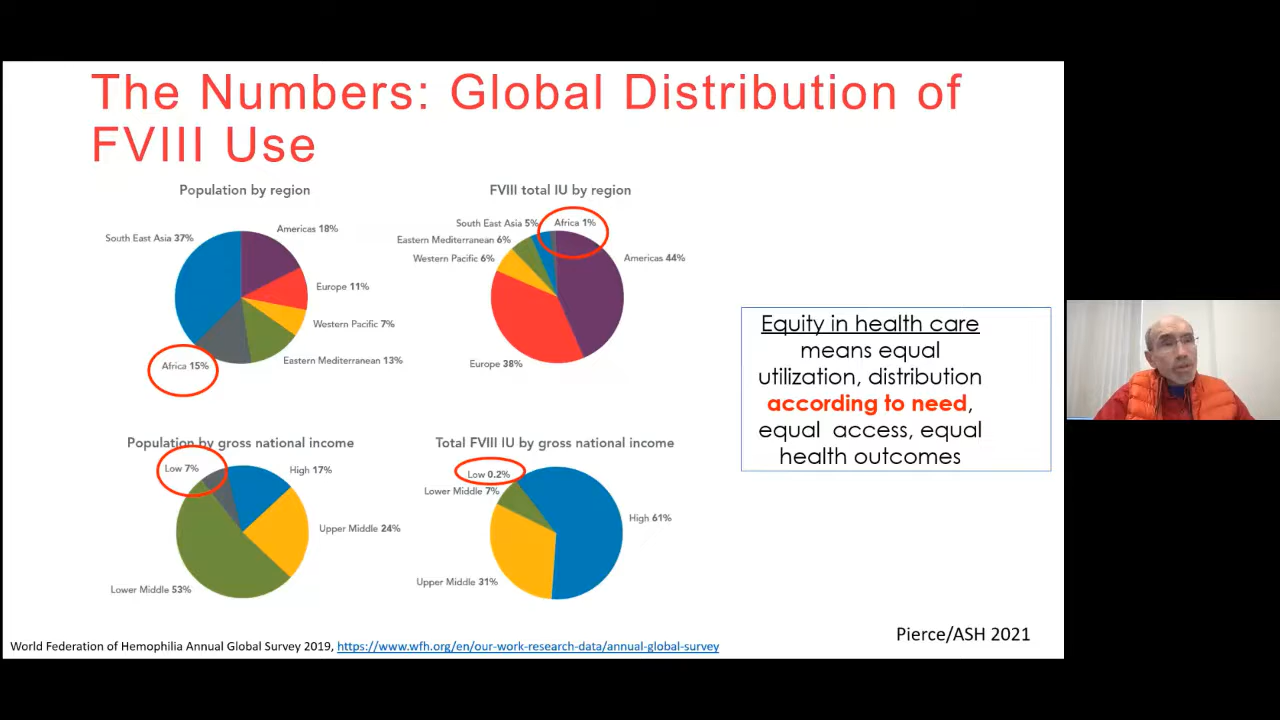 The Numbers: Global Distribution of
FVIII Use
Population by region
South East Asia 37%
Americas 18%
Europe 11%
Western Pacific 7%
Eastern Mediterranean 13%
Africa 15%
FVIII total IU by region
South East Asia 5%
Africa 1%
Eastern Mediterranean 6%
Western Pacific 6%
Americas 44%
Europe 38%
Population by gross national income
Low 7%
High 17%
Upper Middle 24%
Lower Middle 53%
Total FVIII IU by gross national income
Low 0.2%
Lower Middle 7%
High 61%
Upper Middle 31%
Equity in health care
means equal
utilization, distribution
according to need,
equal access, equal
health outcomes
Pierce/ASH 2021
World Federation of Hemophilia Annual Global Survey 2019, https://www.wfh.org/en/our-work-research-data/annual-global-survey